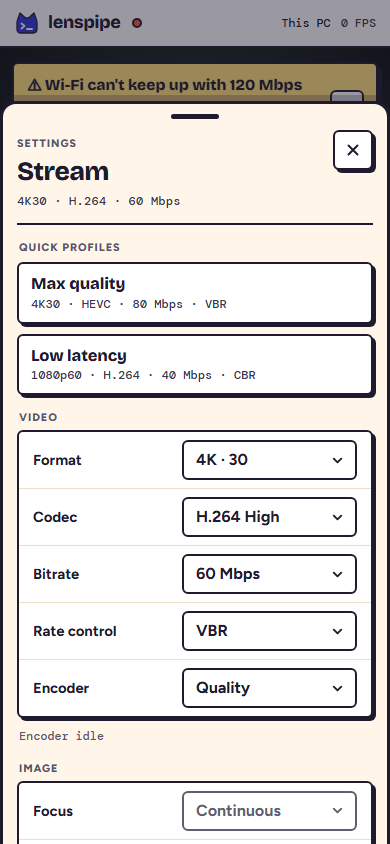 lenspipe
This PC 0 FPS
⚠ Wi-Fi can't keep up with 120 Mbps
SETTINGS
Stream
4K30 · H.264 · 60 Mbps
QUICK PROFILES
Max quality
4K30 · HEVC · 80 Mbps · VBR
Low latency
1080p60 · H.264 · 40 Mbps · CBR
VIDEO
Format 4K · 30
Codec H.264 High
Bitrate 60 Mbps
Rate control VBR
Encoder Quality
Encoder idle
IMAGE
Focus Continuous